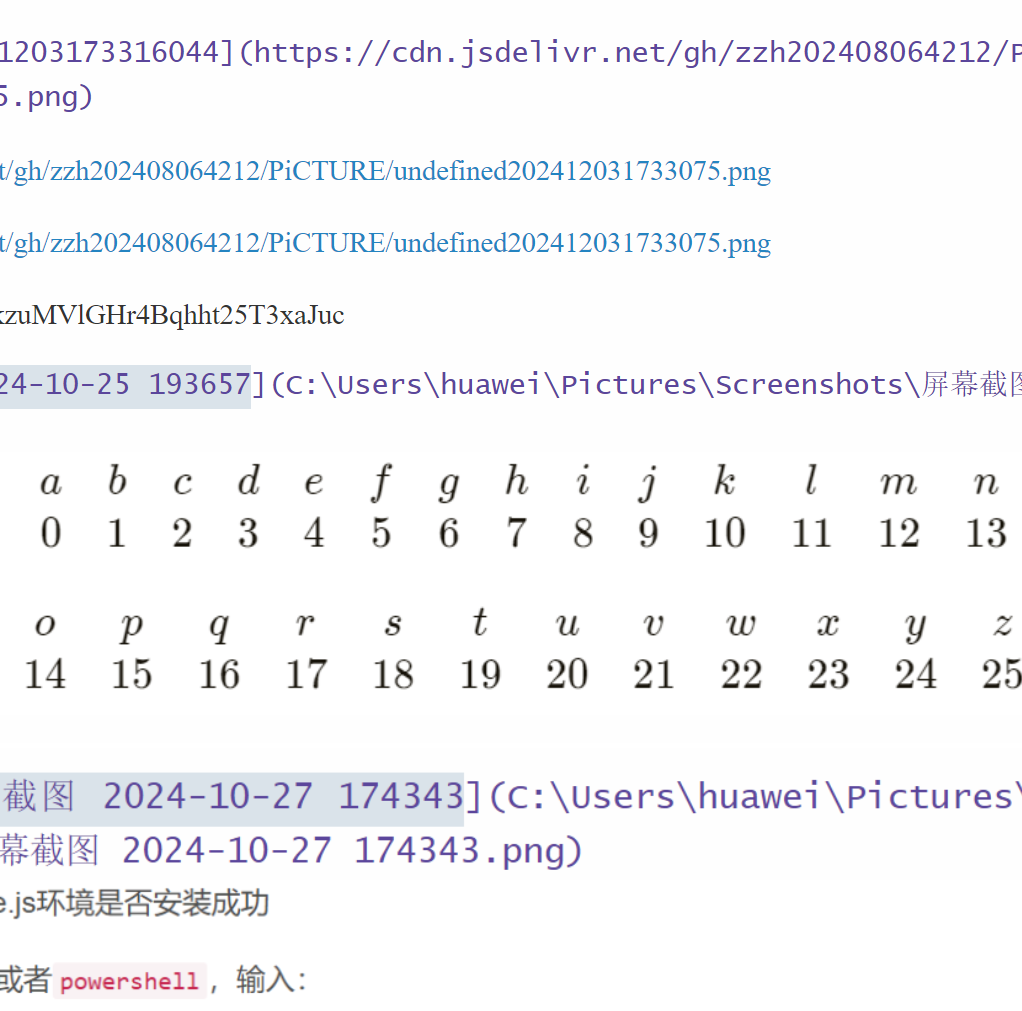 1203173316044](https://cdn.jsdelivr.net/gh/zzh202408064212/P
5.png)
t/gh/zzh202408064212/PiCTURE/undefined202412031733075.png
t/gh/zzh202408064212/PiCTURE/undefined202412031733075.png
kzuMVlGHr4Bqhht25T3xaJuc
24-10-25 193657](C:\Users\huawei\Pictures\Screenshots\屏幕截图
a b c d e f g h i j k l m n
0 1 2 3 4 5 6 7 8 9 10 11 12 13
o p q r s t u v w x y z
14 15 16 17 18 19 20 21 22 23 24 25
截图 2024-10-27 174343](C:\Users\huawei\Pictures\
幕截图 2024-10-27 174343.png)
e.js环境是否安装成功
或者 powershell ，输入：